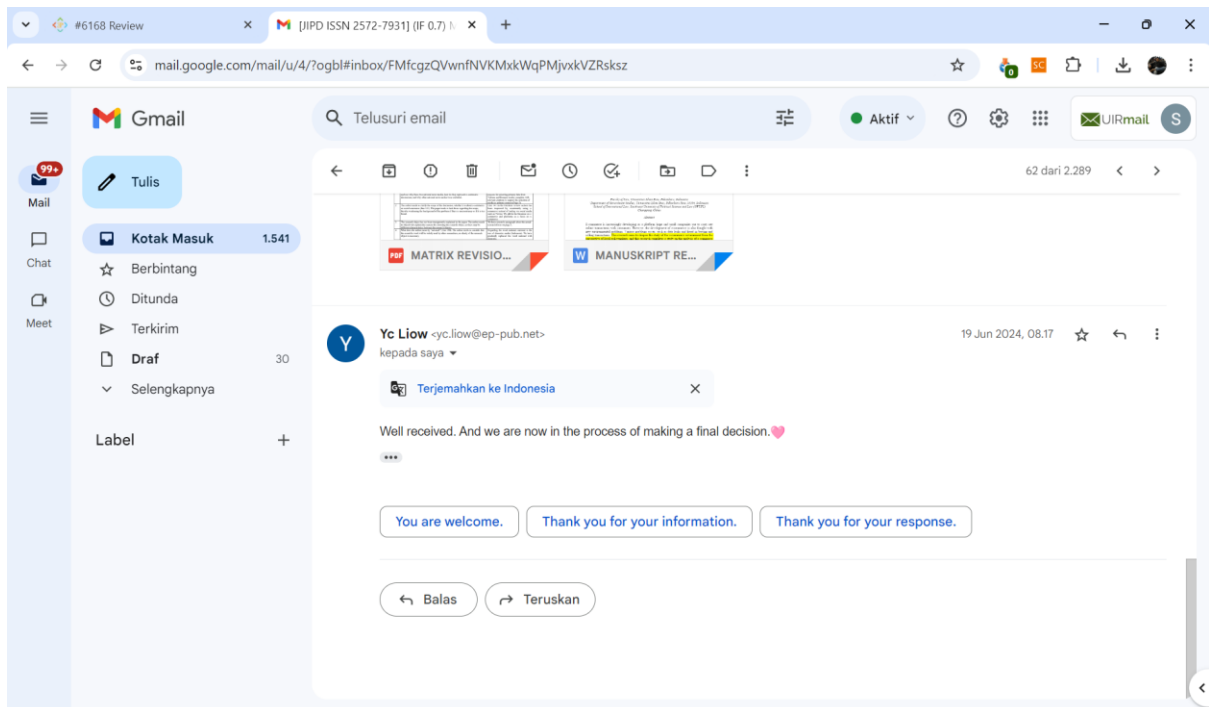 #6168 Review
[JIPD ISSN 2572-7931] (IF 0.7)
mail.google.com/mail/u/4/?ogbl#inbox/FMfcgzQVwnfNVKMxkWqPMjvxkVZRsksz
0
SC
Gmail
Telusuri email
Aktif
UIRmail
S
99+
Mail
Chat
Meet
Tulis
Kotak Masuk 1.541
Berbintang
Ditunda
Terkirim
Draf 30
Selengkapnya
Label
62 dari 2.289
PDF MATRIX REVISIO...
W MANUSKRIPT RE...
Y
Yc Liow <yc.liow@ep-pub.net>
19 Jun 2024, 08.17
kepada saya
Terjemahkan ke Indonesia
Well received. And we are now in the process of making a final decision.🩷
You are welcome.
Thank you for your information.
Thank you for your response.
Balas
Teruskan